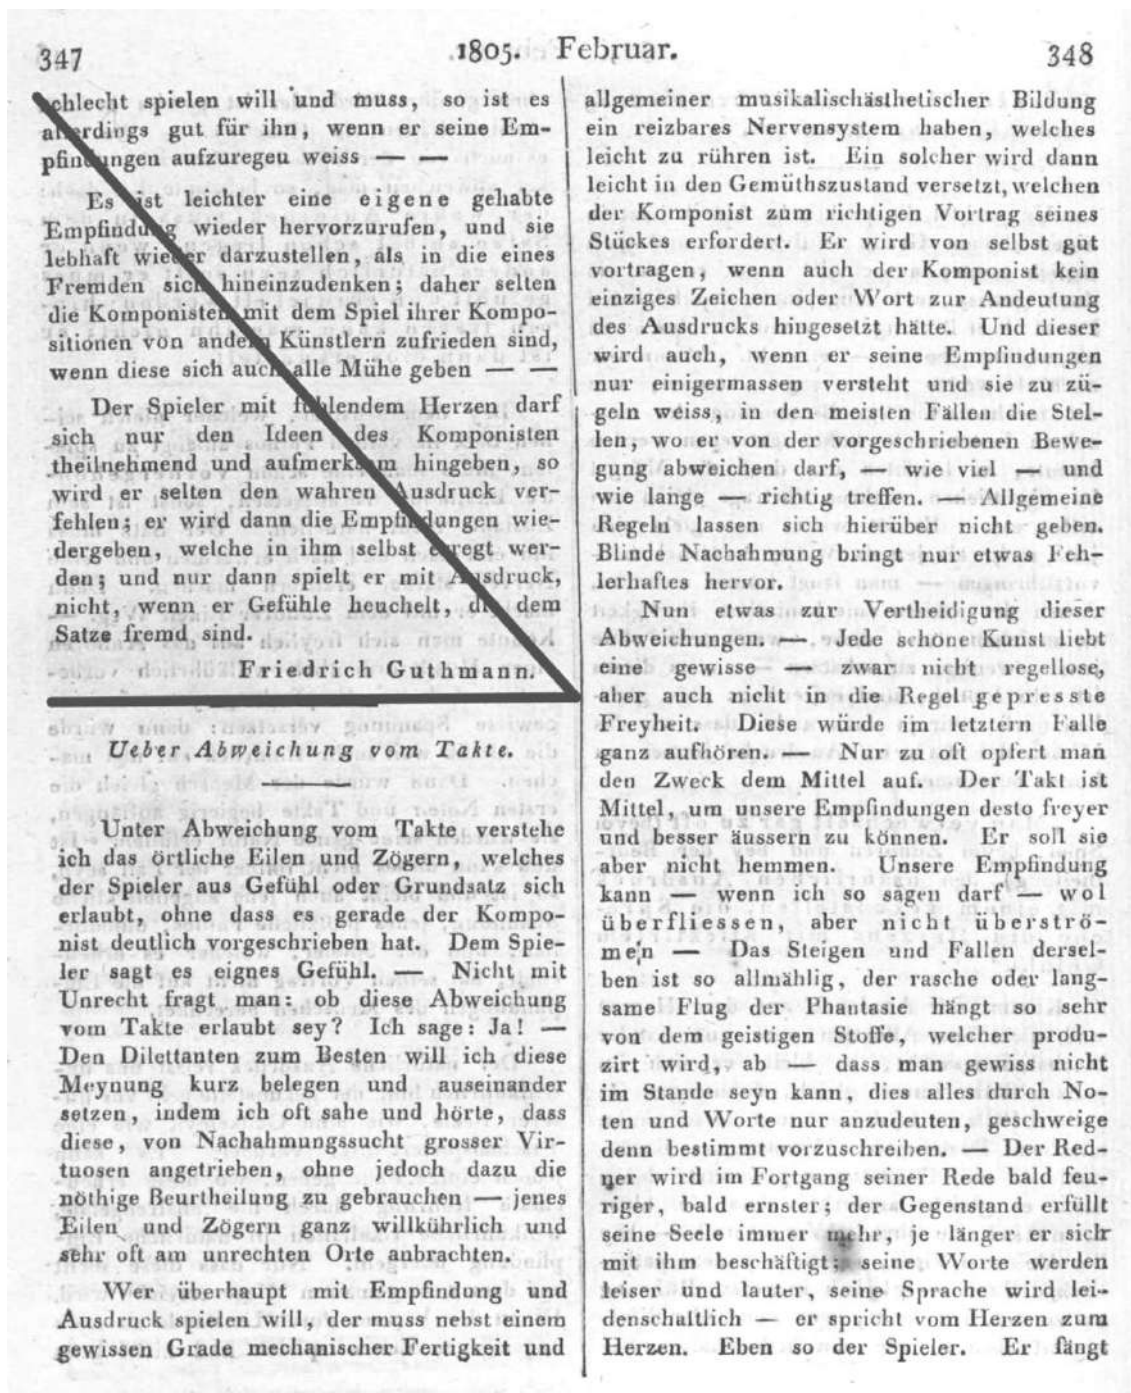 347
1805. Februar.
348
schlecht spielen will und muss, so ist es
allerdings gut für ihn, wenn er seine Em-
pfindungen aufzuregeu weiss — —
Es ist leichter eine eigene gehabte
Empfindung wieder hervorzurufen, und sie
lebhaft wieder darzustellen, als in die eines
Fremden sich hineinzudenken; daher selten
die Komponisten mit dem Spiel ihrer Kompo-
sitionen von andern Künstlern zufrieden sind,
wenn diese sich auch alle Mühe geben — —
Der Spieler mit fühlendem Herzen darf
sich nur den Ideen des Komponisten
theilnehmend und aufmerksam hingeben, so
wird er selten den wahren Ausdruck ver-
fehlen; er wird dann die Empfindungen wie-
dergeben, welche in ihm selbst erregt wer-
den; und nur dann spielt er mit Ausdruck,
nicht, wenn er Gefühle heuchelt, die dem
Satze fremd sind.
Friedrich Guthmann.
Ueber Abweichung vom Takte.
Unter Abweichung vom Takte verstehe
ich das örtliche Eilen und Zögern, welches
der Spieler aus Gefühl oder Grundsatz sich
erlaubt, ohne dass es gerade der Kompo-
nist deutlich vorgeschrieben hat. Dem Spie-
ler sagt es eignes Gefühl. — Nicht mit
Unrecht fragt man: ob diese Abweichung
vom Takte erlaubt sey? Ich sage: Ja! —
Den Dilettanten zum Besten will ich diese
Meynung kurz belegen und auseinander
setzen, indem ich oft sahe und hörte, dass
diese, von Nachahmungssucht grosser Vir-
tuosen angetrieben, ohne jedoch dazu die
nöthige Beurtheilung zu gebrauchen — jenes
Eilen und Zögern ganz willkührlich und
sehr oft am unrechten Orte anbrachten.
Wer überhaupt mit Empfindung und
Ausdruck spielen will, der muss nebst einem
gewissen Grade mechanischer Fertigkeit und
allgemeiner musikalischästhetischer Bildung
ein reizbares Nervensystem haben, welches
leicht zu rühren ist. Ein solcher wird dann
leicht in den Gemüthszustand versetzt, welchen
der Komponist zum richtigen Vortrag seines
Stückes erfordert. Er wird von selbst gut
vortragen, wenn auch der Komponist kein
einziges Zeichen oder Wort zur Andeutung
des Ausdrucks hingesetzt hätte. Und dieser
wird auch, wenn er seine Empfindungen
nur einigermassen versteht und sie zu zü-
geln weiss, in den meisten Fällen die Stel-
len, wo er von der vorgeschriebenen Bewe-
gung abweichen darf, — wie viel — und
wie lange — richtig treffen. — Allgemeine
Regeln lassen sich hierüber nicht geben.
Blinde Nachahmung bringt nur etwas Feh-
lerhaftes hervor.
Nun etwas zur Vertheidigung dieser
Abweichungen. — Jede schöne Kunst liebt
eine gewisse — zwar nicht regellose,
aber auch nicht in die Regel gepresste
Freyheit. Diese würde im letztern Falle
ganz aufhören. — Nur zu oft opfert man
den Zweck dem Mittel auf. Der Takt ist
Mittel, um unsere Empfindungen desto freyer
und besser äussern zu können. Er soll sie
aber nicht hemmen. Unsere Empfindung
kann — wenn ich so sagen darf — wol
überfliessen, aber nicht überströ-
men — Das Steigen und Fallen dersel-
ben ist so allmählig, der rasche oder lang-
same Flug der Phantasie hängt so sehr
von dem geistigen Stoffe, welcher produ-
zirt wird, ab — dass man gewiss nicht
im Stande seyn kann, dies alles durch No-
ten und Worte nur anzudeuten, geschweige
denn bestimmt vorzuschreiben. — Der Red-
ner wird im Fortgang seiner Rede bald feu-
riger, bald ernster; der Gegenstand erfüllt
seine Seele immer mehr, je länger er sich
mit ihm beschäftigt; seine Worte werden
leiser und lauter, seine Sprache wird lei-
denschaftlich — er spricht vom Herzen zum
Herzen. Eben so der Spieler. Er fängt